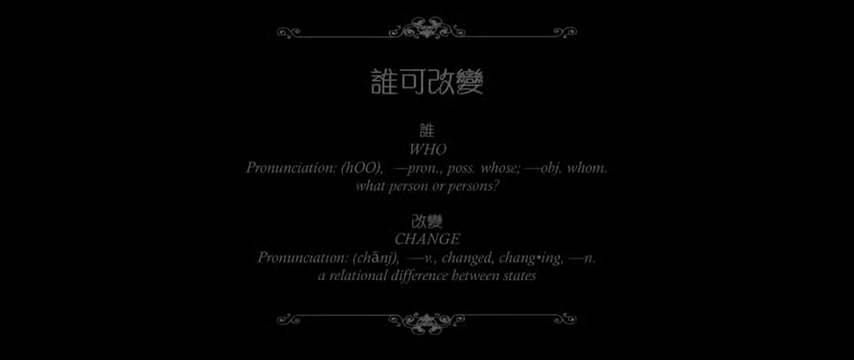 誰可改變
誰
WHO
Pronunciation: (hOO), —pron., poss. whose; —obj. whom.
what person or persons?
改變
CHANGE
Pronunciation: (chãnj), —v., changed, chang•ing, —n.
a relational difference between states